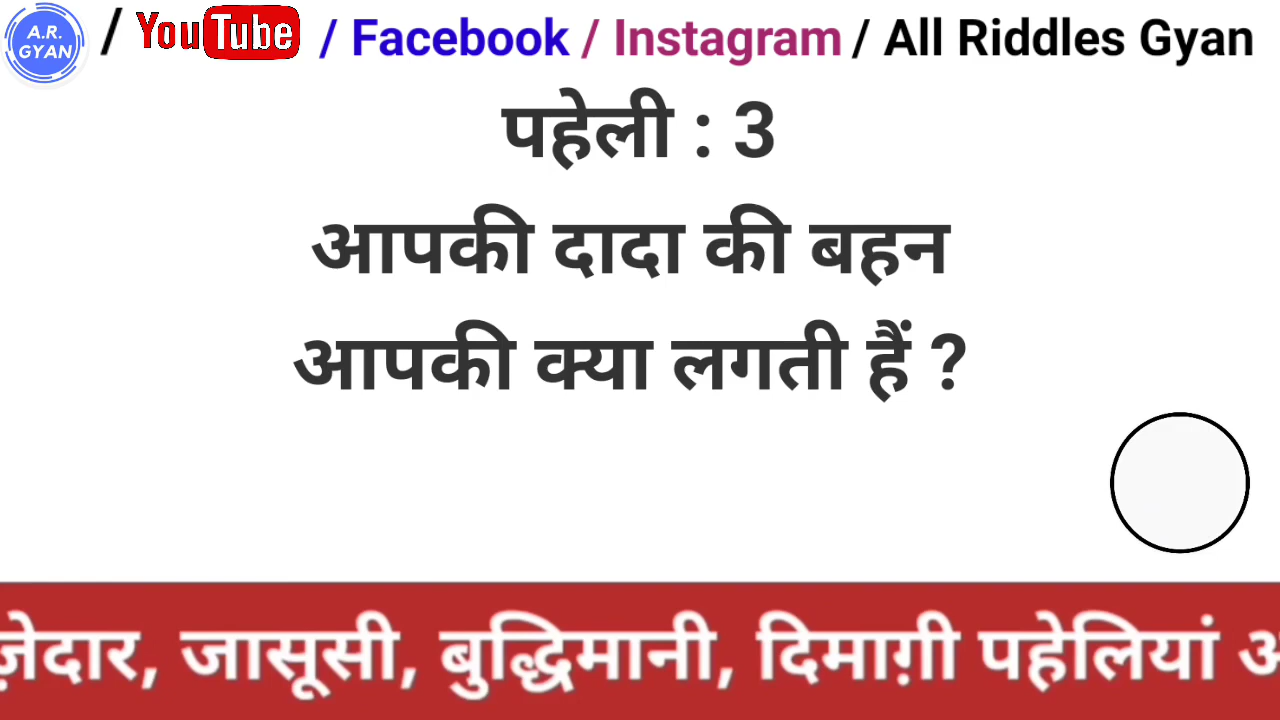 A.R. GYAN / YouTube / Facebook / Instagram / All Riddles Gyan
पहेली : 3
आपकी दादा की बहन
आपकी क्या लगती हैं ?
जासूसी, बुद्धिमानी, दिमाग़ी पहेलियां